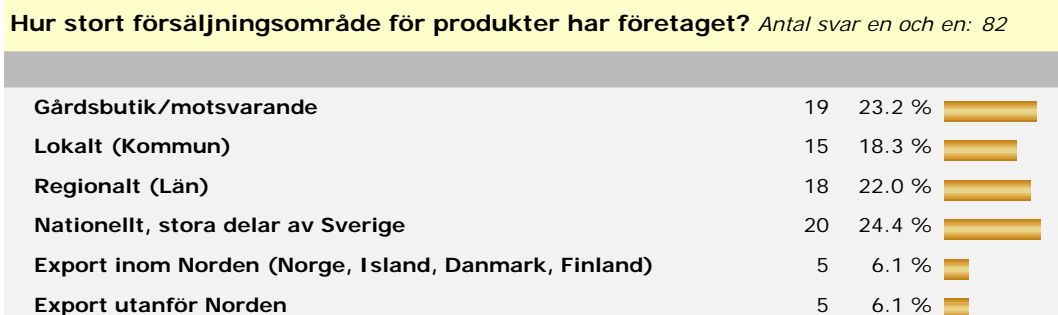 Hur stort försäljningsområde för produkter har företaget? Antal svar en och en: 82
Gårdsbutik/motsvarande 19 23.2 %
Lokalt (Kommun) 15 18.3 %
Regionalt (Län) 18 22.0 %
Nationellt, stora delar av Sverige 20 24.4 %
Export inom Norden (Norge, Island, Danmark, Finland) 5 6.1 %
Export utanför Norden 5 6.1 %